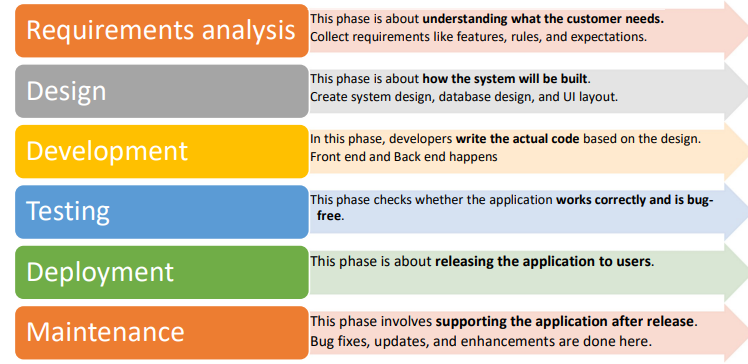 Requirements analysis
This phase is about understanding what the customer needs.
Collect requirements like features, rules, and expectations.
Design
This phase is about how the system will be built.
Create system design, database design, and UI layout.
Development
In this phase, developers write the actual code based on the design.
Front end and Back end happens
Testing
This phase checks whether the application works correctly and is bug-
free.
Deployment
This phase is about releasing the application to users.
Maintenance
This phase involves supporting the application after release.
Bug fixes, updates, and enhancements are done here.